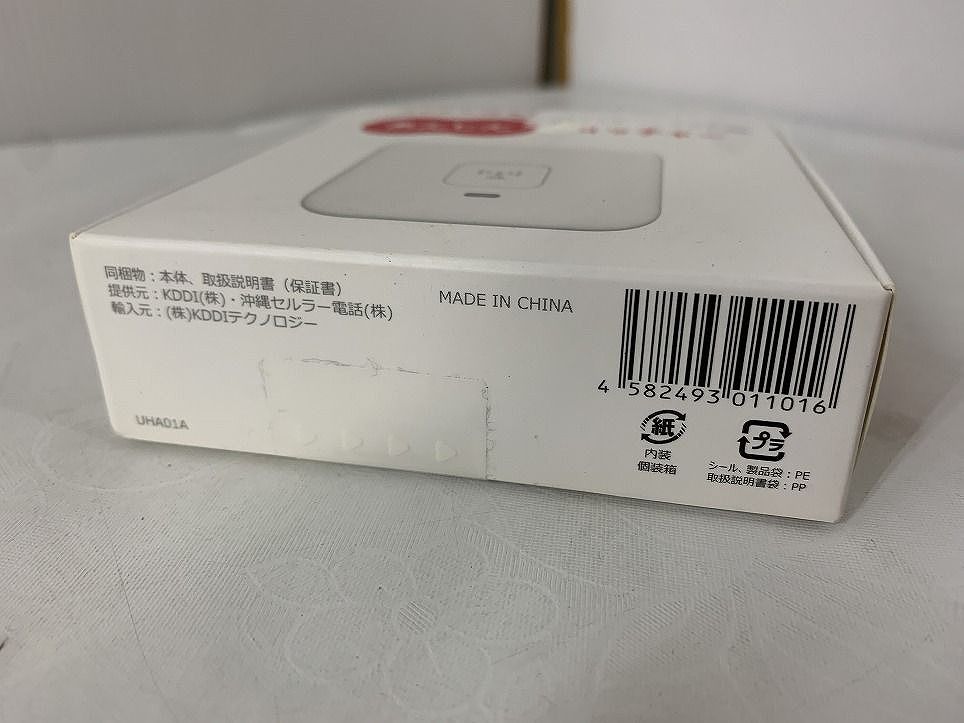 同梱物：本体、取扱説明書（保証書）
提供元：KDDI(株)・沖縄セルラー電話(株)
輸入元：(株)KDDIテクノロジー
MADE IN CHINA
4 582493 011016
UHA01A
紙
内装
個装箱
プラ
シール、製品袋：PE
取扱説明書袋：PP